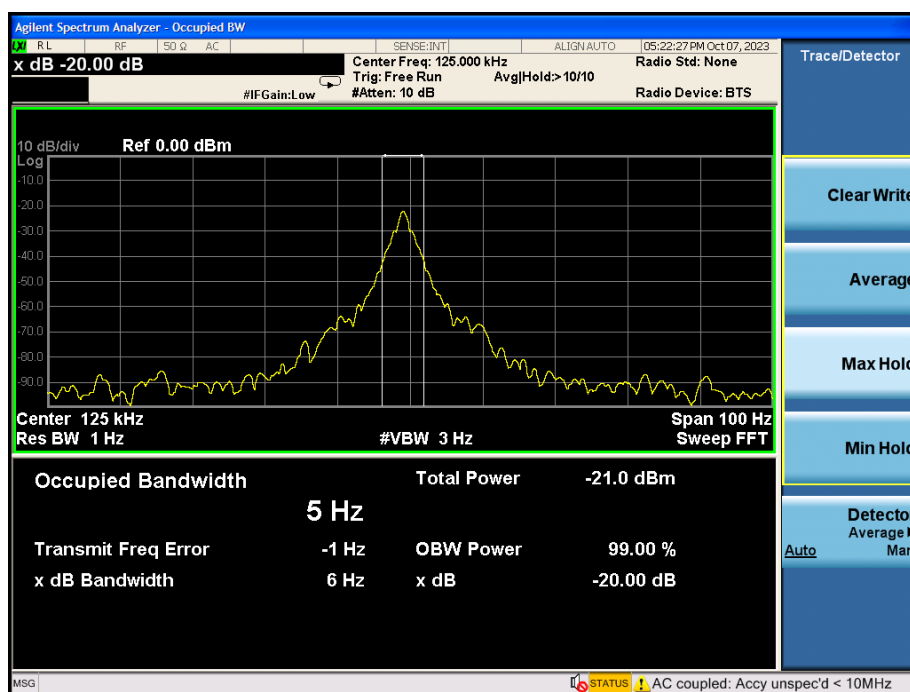 Agilent Spectrum Analyzer - Occupied BW
LXI RL RF 50 Ω AC SENSE:INT ALIGN AUTO 05:22:27 PM Oct 07, 2023
x dB -20.00 dB
Center Freq: 125.000 kHz
Radio Std: None
Trig: Free Run
Avg|Hold:>10/10
#IFGain:Low
#Atten: 10 dB
Radio Device: BTS
10 dB/div
Ref 0.00 dBm
Log
-10.0
-20.0
-30.0
-40.0
-50.0
-60.0
-70.0
-80.0
-90.0
Center 125 kHz
Span 100 Hz
Res BW 1 Hz
#VBW 3 Hz
Sweep FFT
Occupied Bandwidth
Total Power
-21.0 dBm
5 Hz
Transmit Freq Error
-1 Hz
OBW Power
99.00 %
x dB Bandwidth
6 Hz
x dB
-20.00 dB
Trace/Detector
Clear Write
Average
Max Hold
Min Hold
Detector
Average
Auto
Man
MSG
STATUS
AC coupled: Accy unspec'd < 10MHz